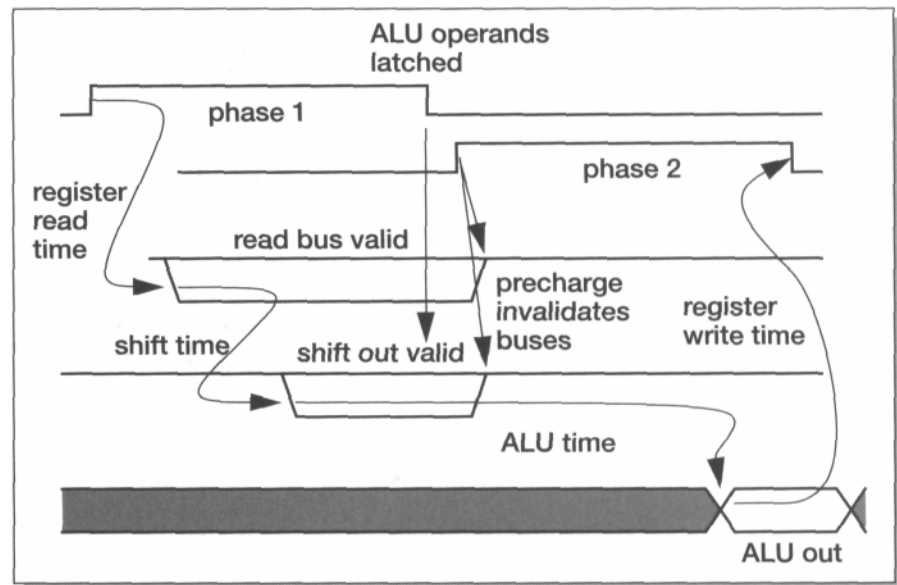 ALU operands
latched
phase 1
phase 2
register
read
time
read bus valid
precharge
invalidates
buses
register
write time
shift time
shift out valid
ALU time
ALU out